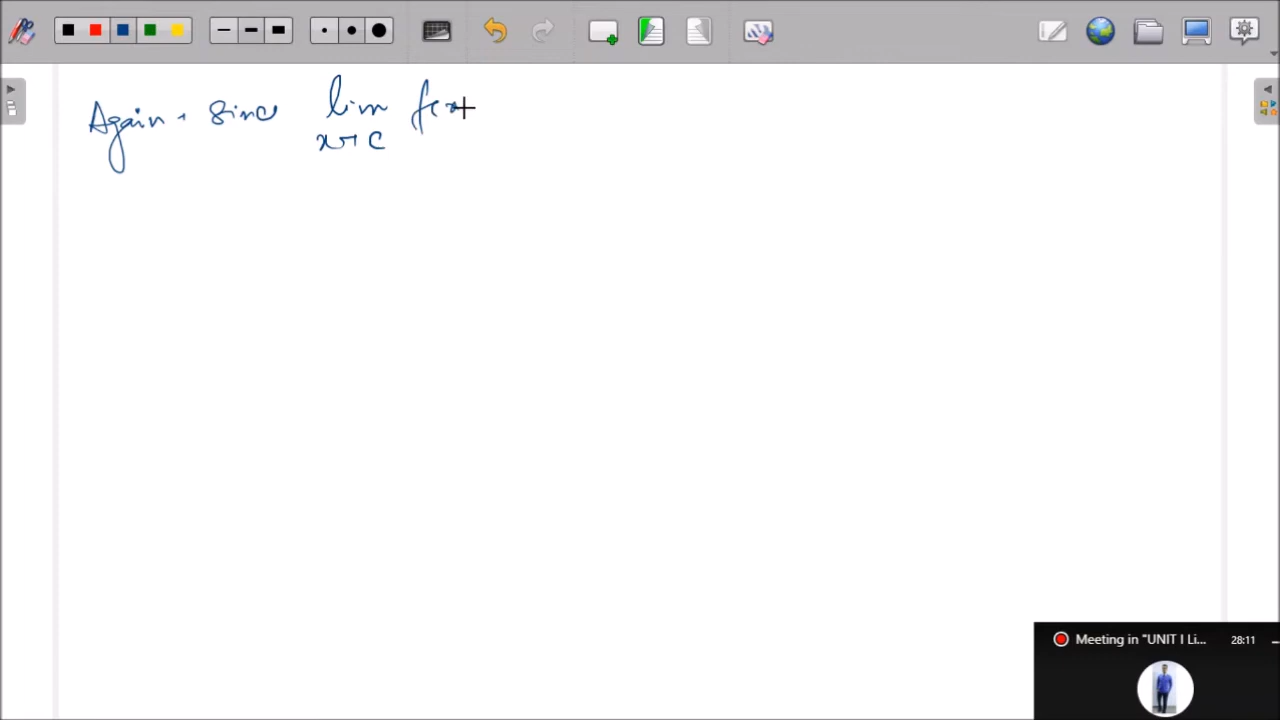 Again, since lim f(x
x→c
Meeting in "UNIT I Li... 28:11